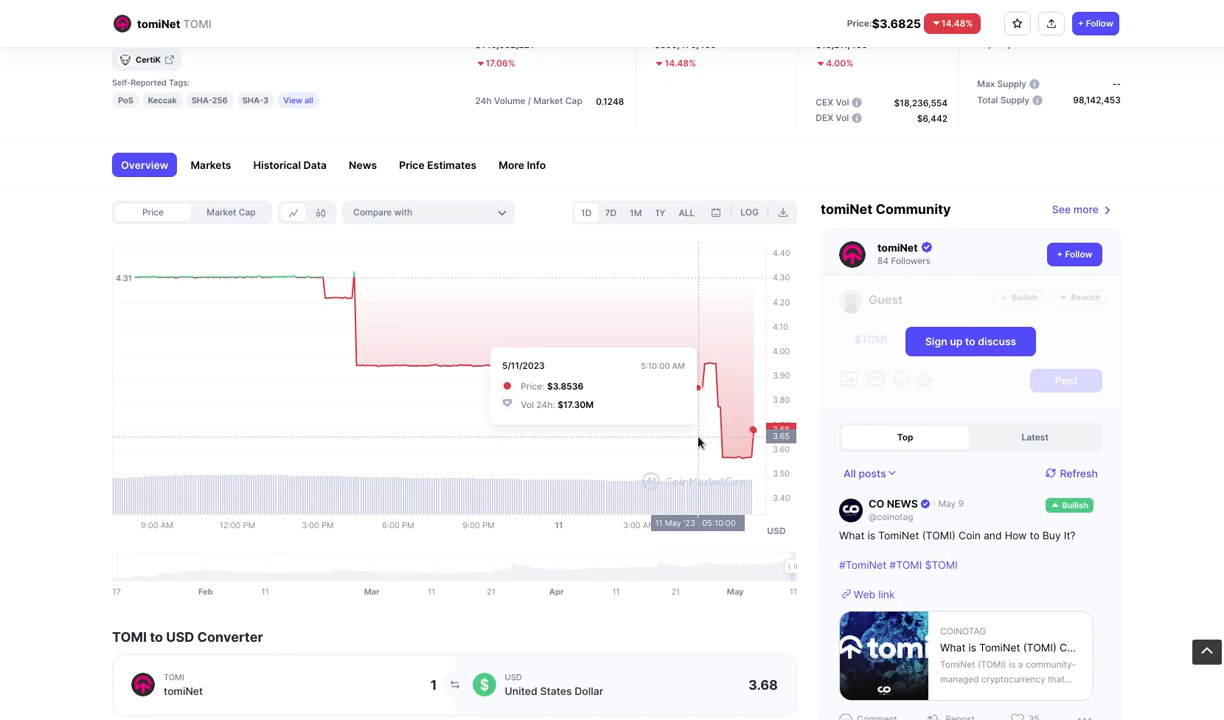 tomiNet TOMI
Price:$3.6825 14.48%
+ Follow
CertiK
17.06%
14.48%
4.00%
Self-Reported Tags:
Max Supply --
PoS Keccak SHA-256 SHA-3 View all
24h Volume / Market Cap 0.1248
CEX Vol $18,236,554
Total Supply 98,142,453
DEX Vol $6,442
Overview Markets Historical Data News Price Estimates More Info
Price Market Cap
Compare with
1D 7D 1M 1Y ALL LOG
tomiNet Community
See more
4.31
4.40
4.30
4.20
4.10
4.00
3.90
3.80
3.65
3.60
3.50
3.40
5/11/2023 5:10:00 AM
Price: $3.8536
Vol 24h: $17.30M
9:00 AM 12:00 PM 3:00 PM 6:00 PM 9:00 PM 11
11 May '23 05:10:00
USD
17 Feb 11 Mar 11 21 Apr 11 21 May 11
TOMI to USD Converter
TOMI
tomiNet
1
USD
United States Dollar
3.68
tomiNet
84 Followers
+ Follow
Guest
Bullish
Bearish
$TOMI
Sign up to discuss
Post
Top Latest
All posts
Refresh
CO NEWS · May 9
@coinotag
Bullish
What is TomiNet (TOMI) Coin and How to Buy It?
#TomiNet #TOMI $TOMI
Web link
COINOTAG
What is TomiNet (TOMI) C...
TomiNet (TOMI) is a community-
managed cryptocurrency that...